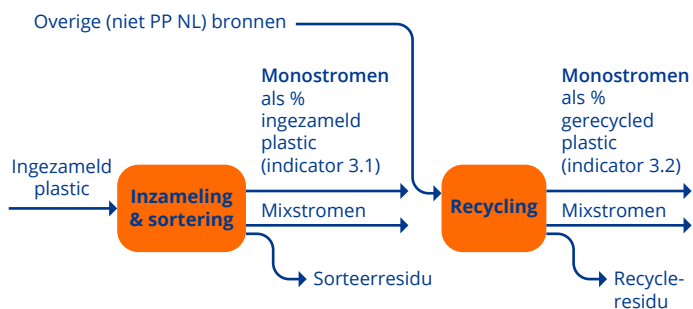 Overige (niet PP NL) bronnen
Monostromen
als %
ingezameld
plastic
(indicator 3.1)
Monostromen
als %
gerecycled
plastic
(indicator 3.2)
Ingezameld
plastic
Inzameling
& sortering
Mixstromen
Recycling
Mixstromen
Sorteerresidu
Recycle-
residu